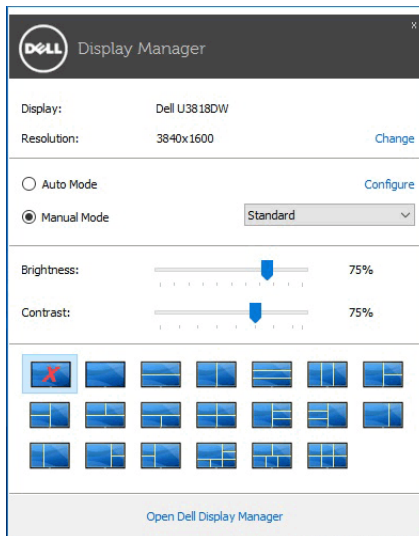 x
DELL Display Manager
Display: Dell U3818DW
Resolution: 3840x1600 Change
Auto Mode Configure
Manual Mode Standard
Brightness: 75%
Contrast: 75%
X
Open Dell Display Manager